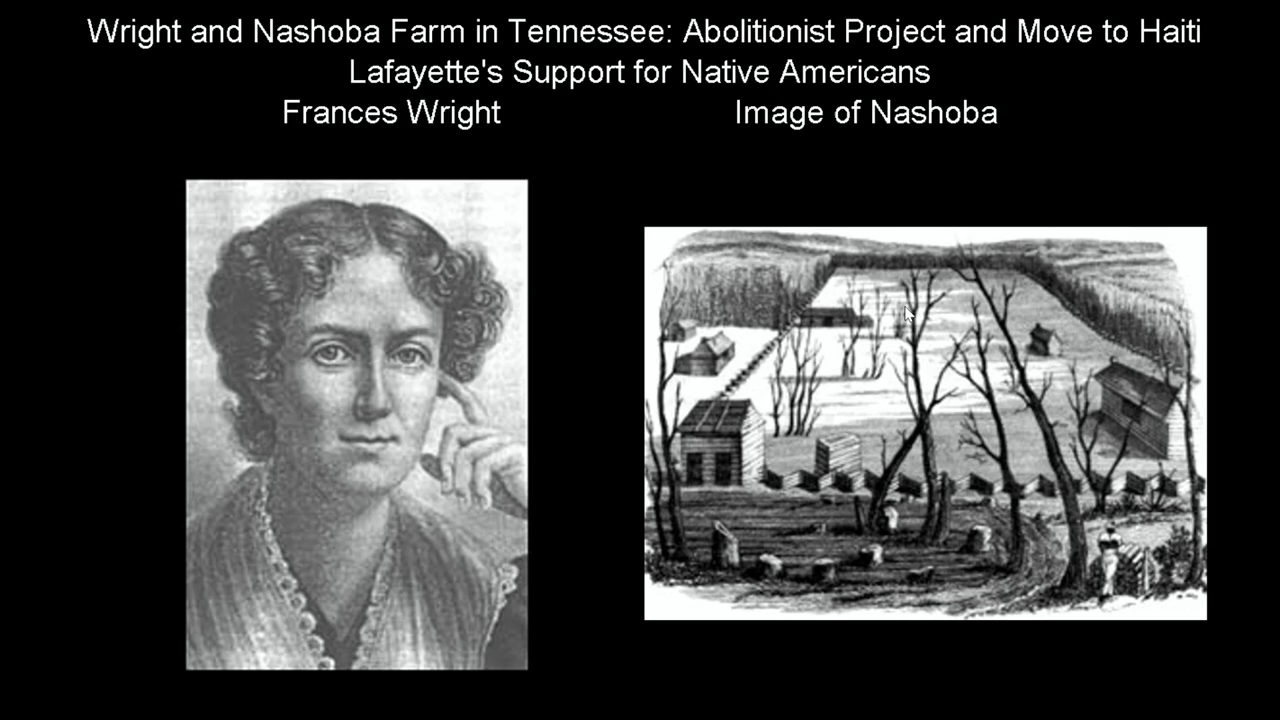 Wright and Nashoba Farm in Tennessee: Abolitionist Project and Move to Haiti
Lafayette's Support for Native Americans
Frances Wright Image of Nashoba